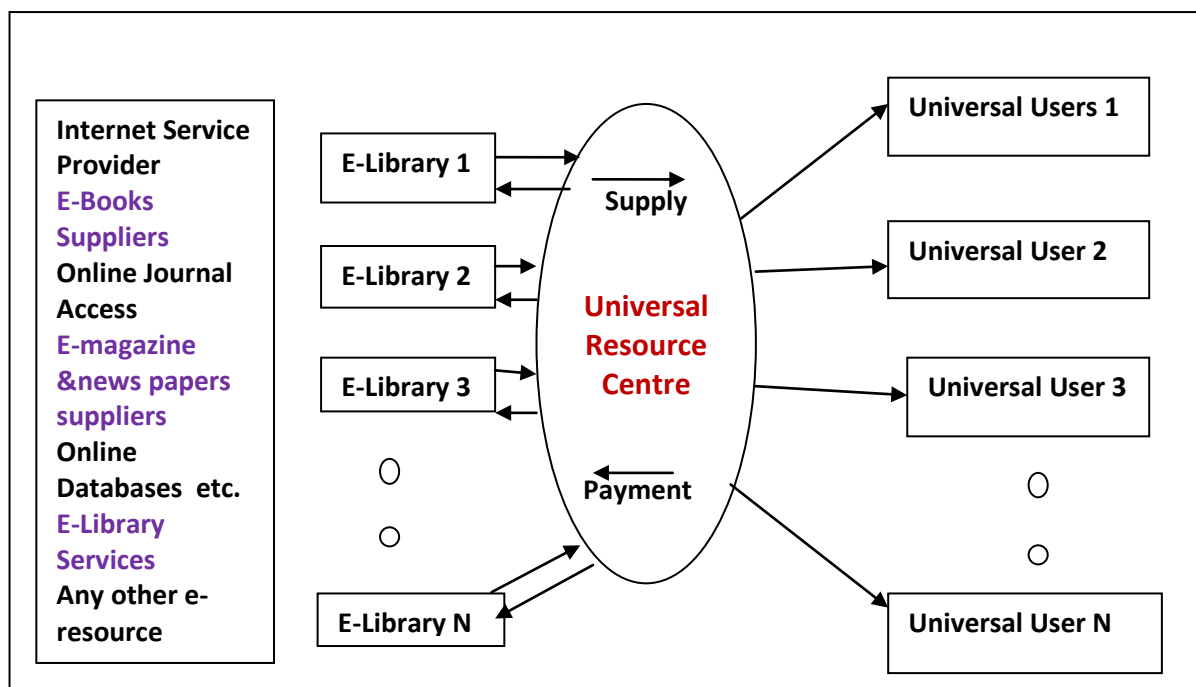 Internet Service
Provider
E-Books
Suppliers
Online Journal
Access
E-magazine
&news papers
suppliers
Online
Databases etc.
E-Library
Services
Any other e-
resource
E-Library 1
E-Library 2
E-Library 3
E-Library N
Supply
Universal
Resource
Centre
Payment
Universal Users 1
Universal User 2
Universal User 3
Universal User N